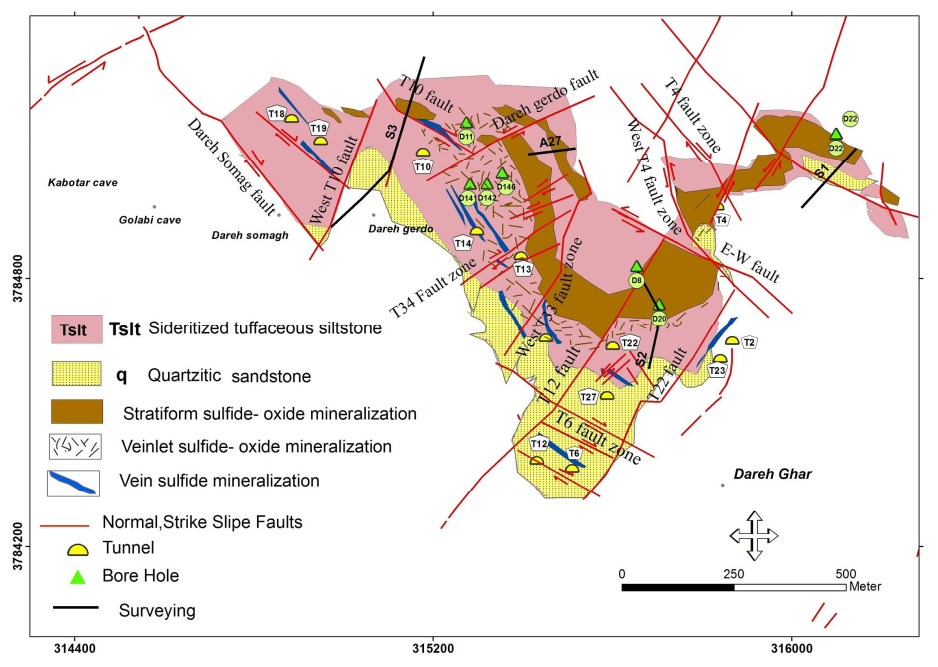 D22
T4 fault zone
T10 fault
Dareh gerdo fault
D11
T18
T19
S3
A27
D22
S1
West T4 fault zone
T10
Kabotar cave
Dareh Somag fault
West T10 fault
D141
D142
D146
Golabi cave
Dareh somagh
Dareh gerdo
T14
T4
T13
E-W fault
T34 Fault zone
D8
3784800
D20
West T33 fault zone
Tslt Tslt Sideritized tuffaceous siltstone
T22
T2
S2
T23
q Quartzitic sandstone
T12 fault
T22 fault
T27
Stratiform sulfide- oxide mineralization
T6 fault zone
Veinlet sulfide- oxide mineralization
T12
T6
Vein sulfide mineralization
Dareh Ghar
Normal,Strike Slipe Faults
3784200
Tunnel
Bore Hole
0 250 500
Meter
Surveying
314400 315200 316000